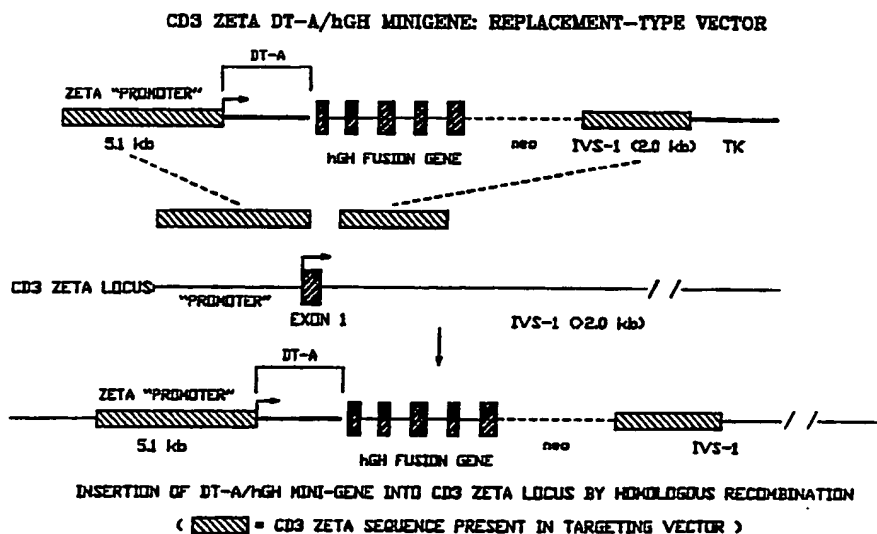 CD3 ZETA DT-A/hGH MINIGENE: REPLACEMENT-TYPE VECTOR
DT-A
ZETA "PROMOTER"
5.1 kb
hGH FUSION GENE
neo
IVS-1 (2.0 kb)
TK
CD3 ZETA LOCUS
"PROMOTER"
EXON 1
IVS-1 (>2.0 kb)
DT-A
ZETA "PROMOTER"
5.1 kb
hGH FUSION GENE
neo
IVS-1
INSERTION OF DT-A/hGH MINI-GENE INTO CD3 ZETA LOCUS BY HOMOLOGOUS RECOMBINATION
( = CD3 ZETA SEQUENCE PRESENT IN TARGETING VECTOR )